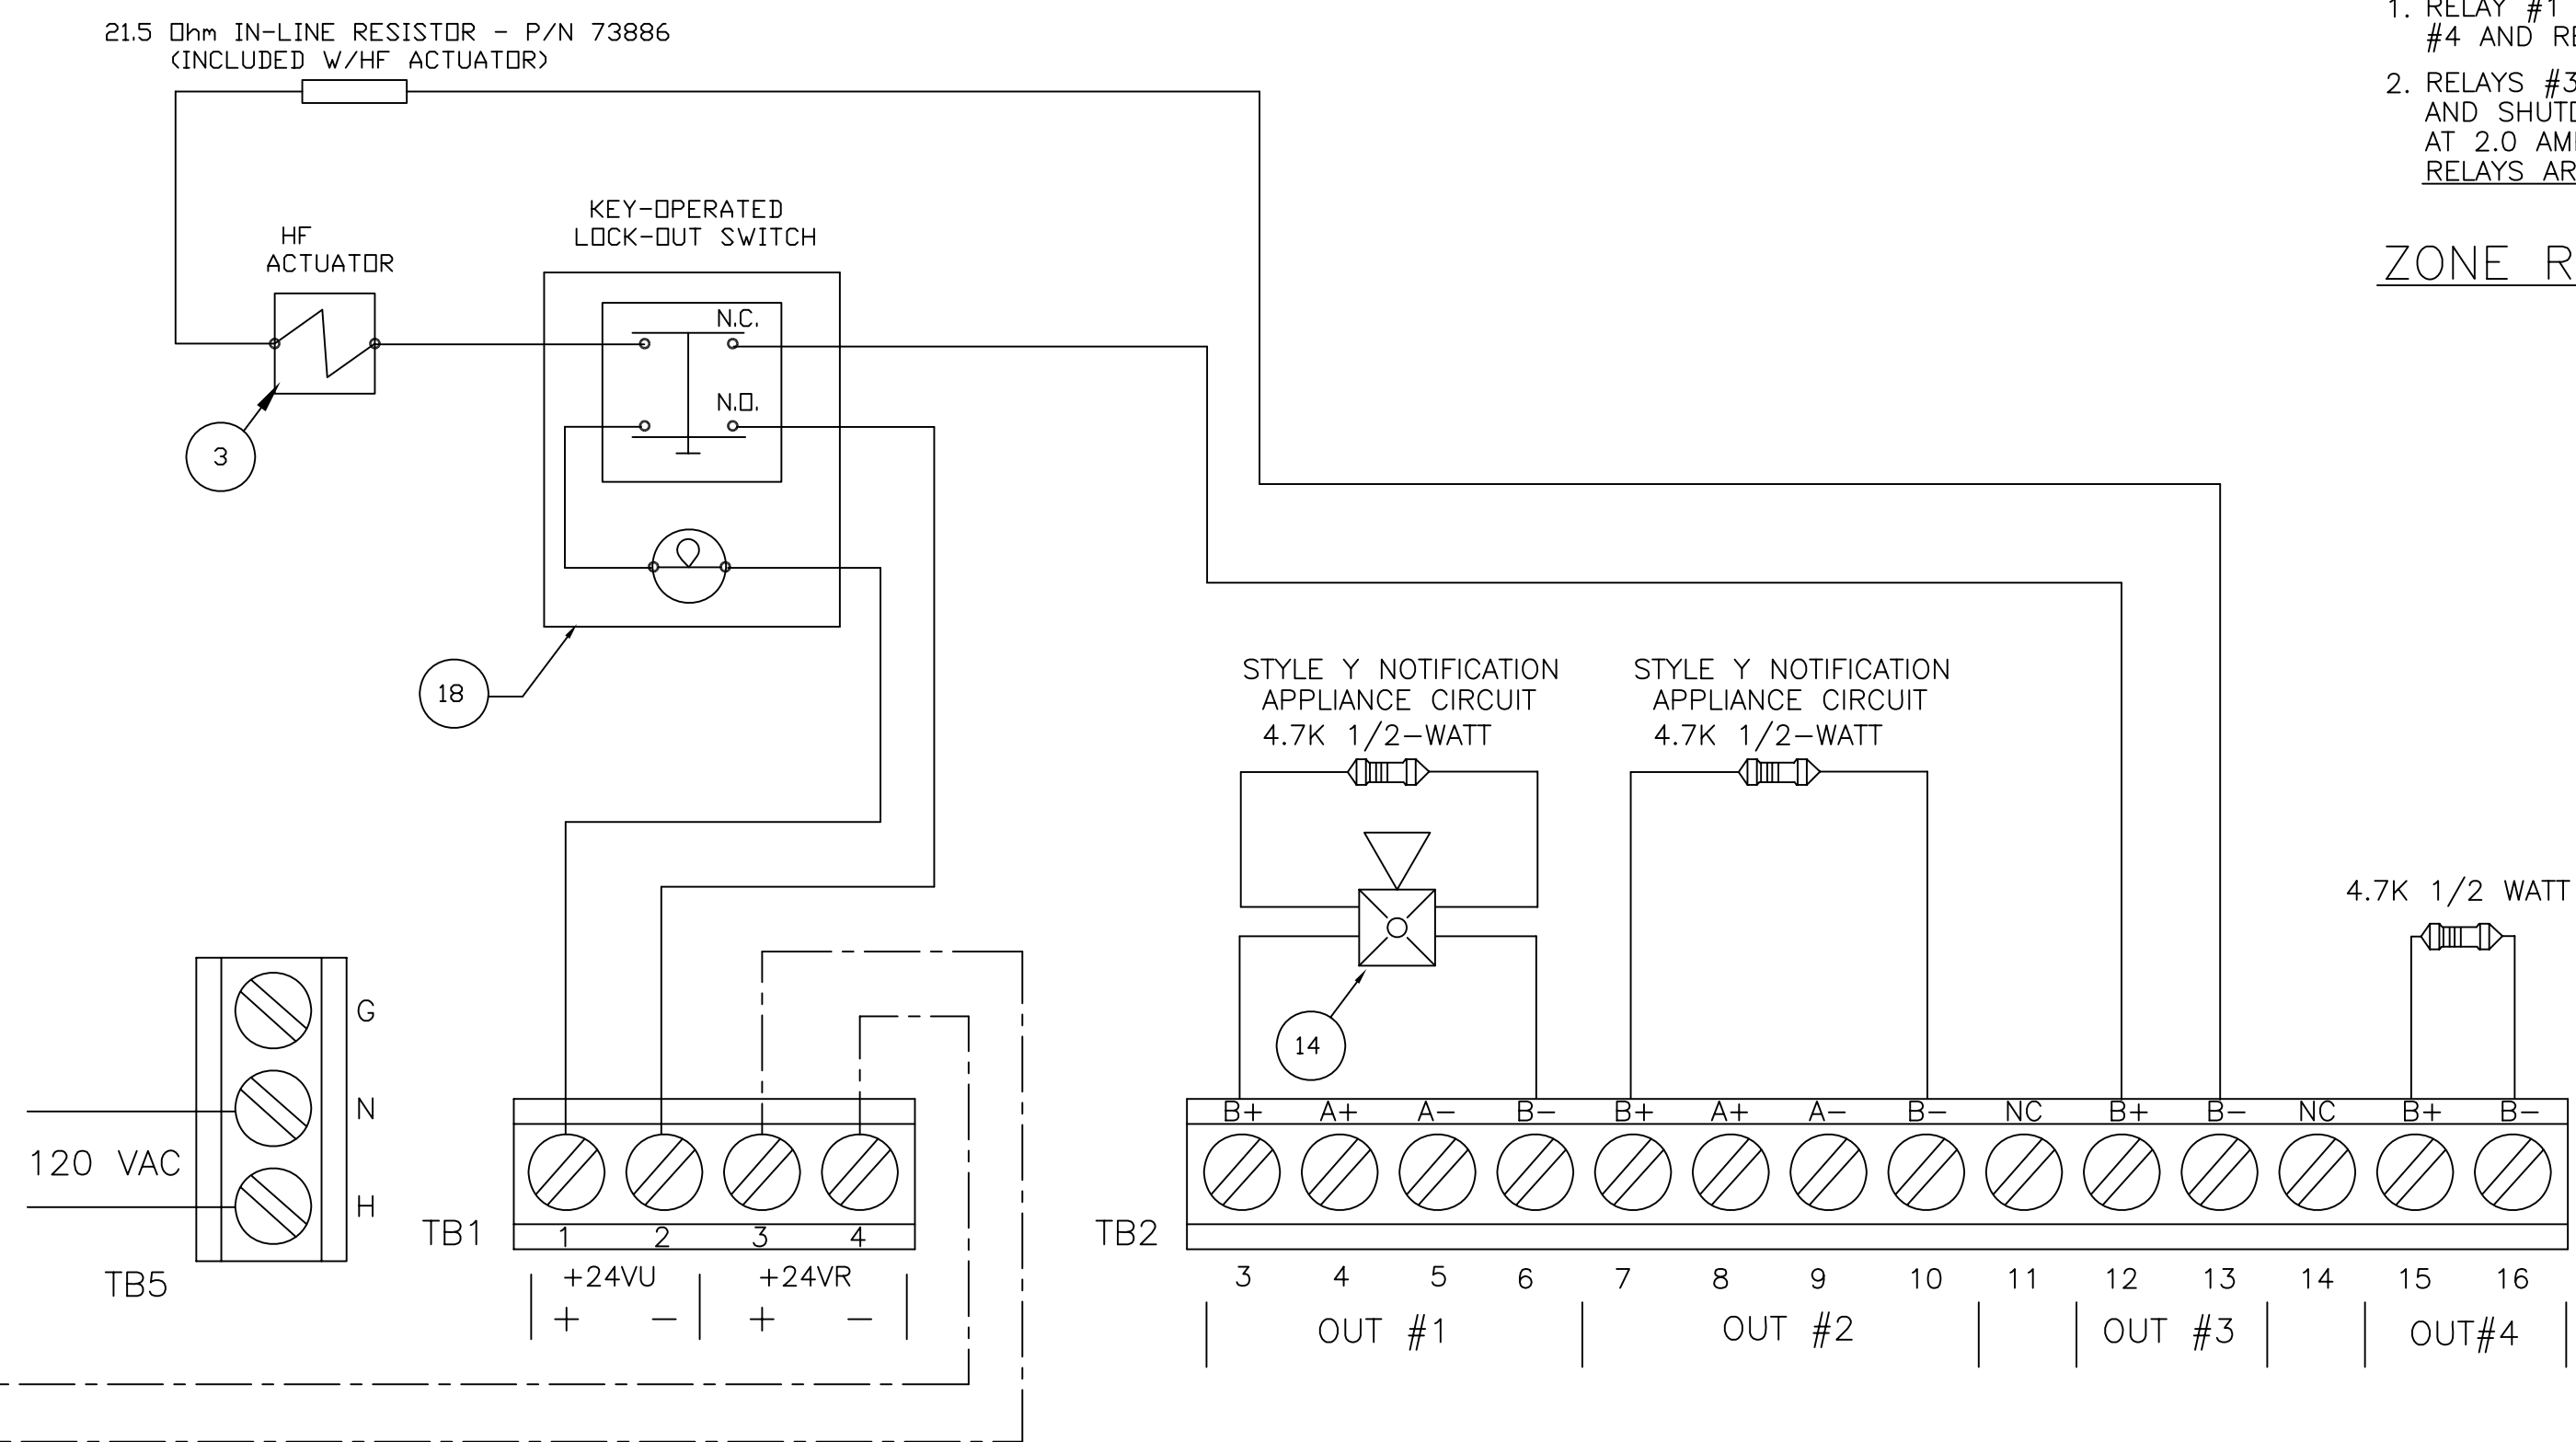 21.5 Ohm IN-LINE RESISTOR - P/N 73886
(INCLUDED W/HF ACTUATOR)
1. RELAY #1
#4 AND
2. RELAYS #3
AND
AT 2.0
RELAYS
ZONE
KEY-OPERATED
LOCK-OUT SWITCH
HF
ACTUATOR
N.C.
N.O.
3
18
STYLE Y NOTIFICATION
APPLIANCE CIRCUIT
4.7K 1/2-WATT
STYLE Y NOTIFICATION
APPLIANCE CIRCUIT
4.7K 1/2-WATT
4.7K 1/2 WATT
14
G
N
H
120 VAC
TB5
TB1
1 2 3 4
+24VU +24VR
+ - + -
TB2
B+ A+ A- B- B+ A+ A- B- NC B+ B- NC B+ B-
3 4 5 6 7 8 9 10 11 12 13 14 15 16
OUT #1 OUT #2 OUT #3 OUT#4